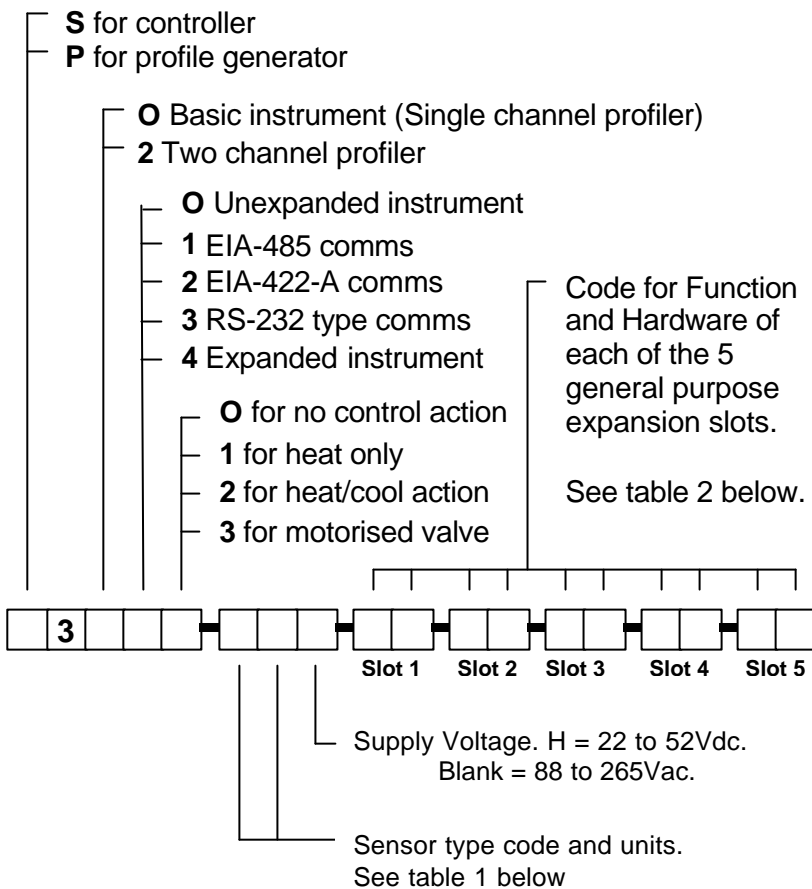 S for controller
P for profile generator
O Basic instrument (Single channel profiler)
2 Two channel profiler
O Unexpanded instrument
1 EIA-485 comms
2 EIA-422-A comms
3 RS-232 type comms
4 Expanded instrument
O for no control action
1 for heat only
2 for heat/cool action
3 for motorised valve
Code for Function
and Hardware of
each of the 5
general purpose
expansion slots.
See table 2 below.
3
Slot 1 Slot 2 Slot 3 Slot 4 Slot 5
Supply Voltage. H = 22 to 52Vdc.
Blank = 88 to 265Vac.
Sensor type code and units.
See table 1 below